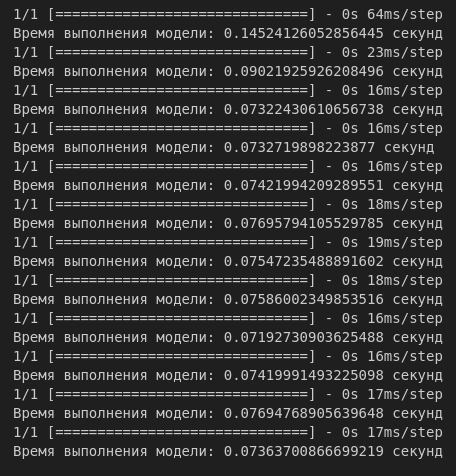 1/1 [==============================] - 0s 64ms/step
Время выполнения модели: 0.14524126052856445 секунд
1/1 [==============================] - 0s 23ms/step
Время выполнения модели: 0.09021925926208496 секунд
1/1 [==============================] - 0s 16ms/step
Время выполнения модели: 0.07322430610656738 секунд
1/1 [==============================] - 0s 16ms/step
Время выполнения модели: 0.0732719898223877 секунд
1/1 [==============================] - 0s 16ms/step
Время выполнения модели: 0.07421994209289551 секунд
1/1 [==============================] - 0s 18ms/step
Время выполнения модели: 0.07695794105529785 секунд
1/1 [==============================] - 0s 19ms/step
Время выполнения модели: 0.07547235488891602 секунд
1/1 [==============================] - 0s 18ms/step
Время выполнения модели: 0.07586002349853516 секунд
1/1 [==============================] - 0s 16ms/step
Время выполнения модели: 0.07192730903625488 секунд
1/1 [==============================] - 0s 16ms/step
Время выполнения модели: 0.07419991493225098 секунд
1/1 [==============================] - 0s 17ms/step
Время выполнения модели: 0.07694768905639648 секунд
1/1 [==============================] - 0s 17ms/step
Время выполнения модели: 0.07363700866699219 секунд